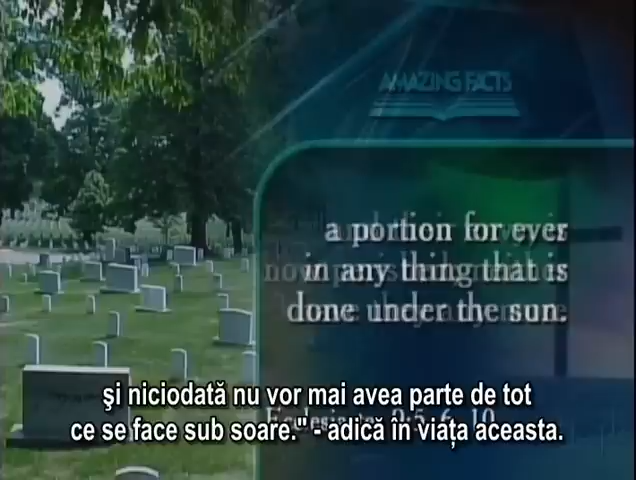 AMAZING FACTS
a portion for ever
in any thing that is
done under the sun.
şi niciodată nu vor mai avea parte de tot
ce se face sub soare." - adică în viaţa aceasta.